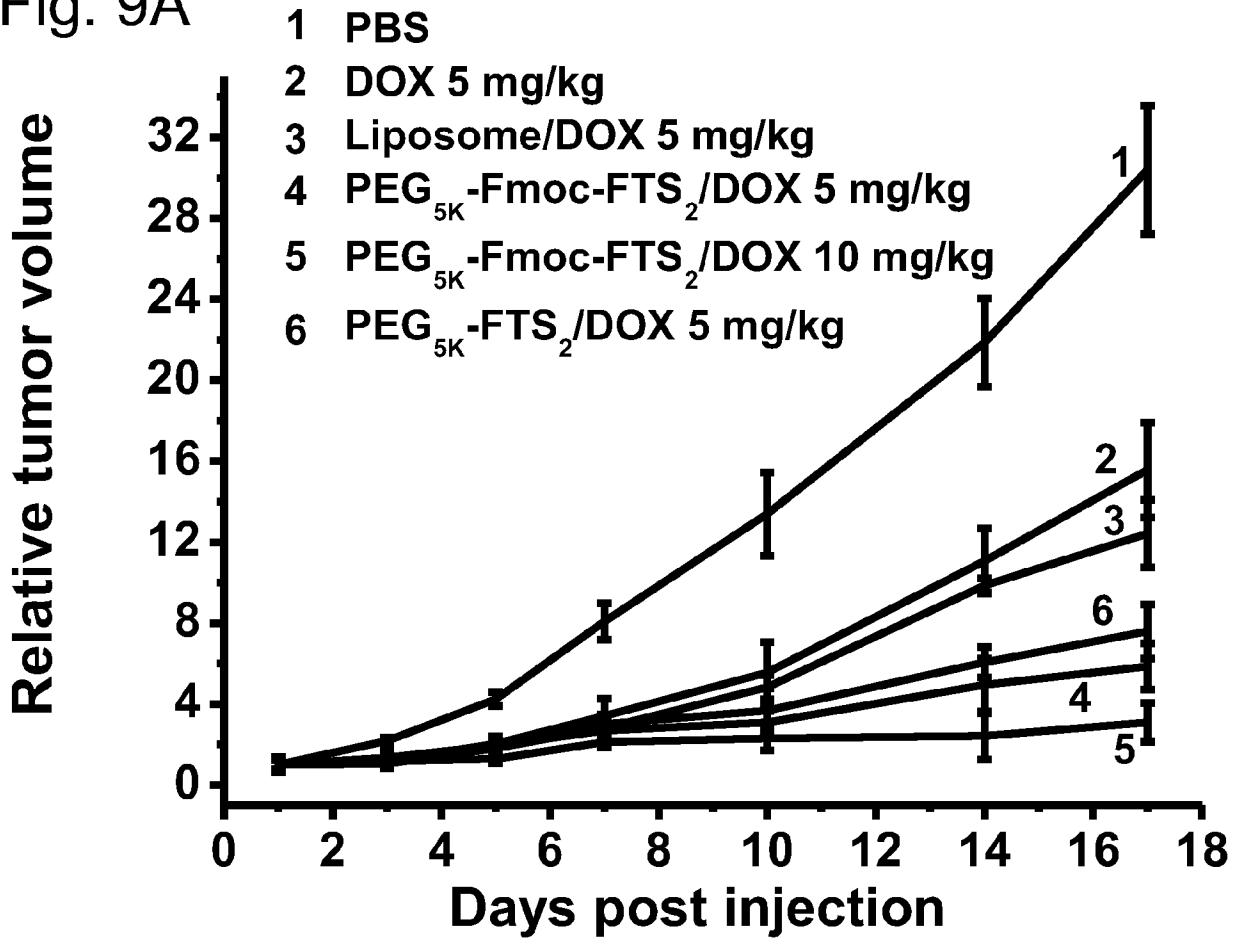 Fig. 9A
1 PBS
2 DOX 5 mg/kg
3 Liposome/DOX 5 mg/kg
4 PEG5K-Fmoc-FTS2/DOX 5 mg/kg
5 PEG5K-Fmoc-FTS2/DOX 10 mg/kg
6 PEG5K-FTS2/DOX 5 mg/kg
Relative tumor volume
32
28
24
20
16
12
8
4
0
1
2
3
6
4
5
0 2 4 6 8 10 12 14 16 18
Days post injection